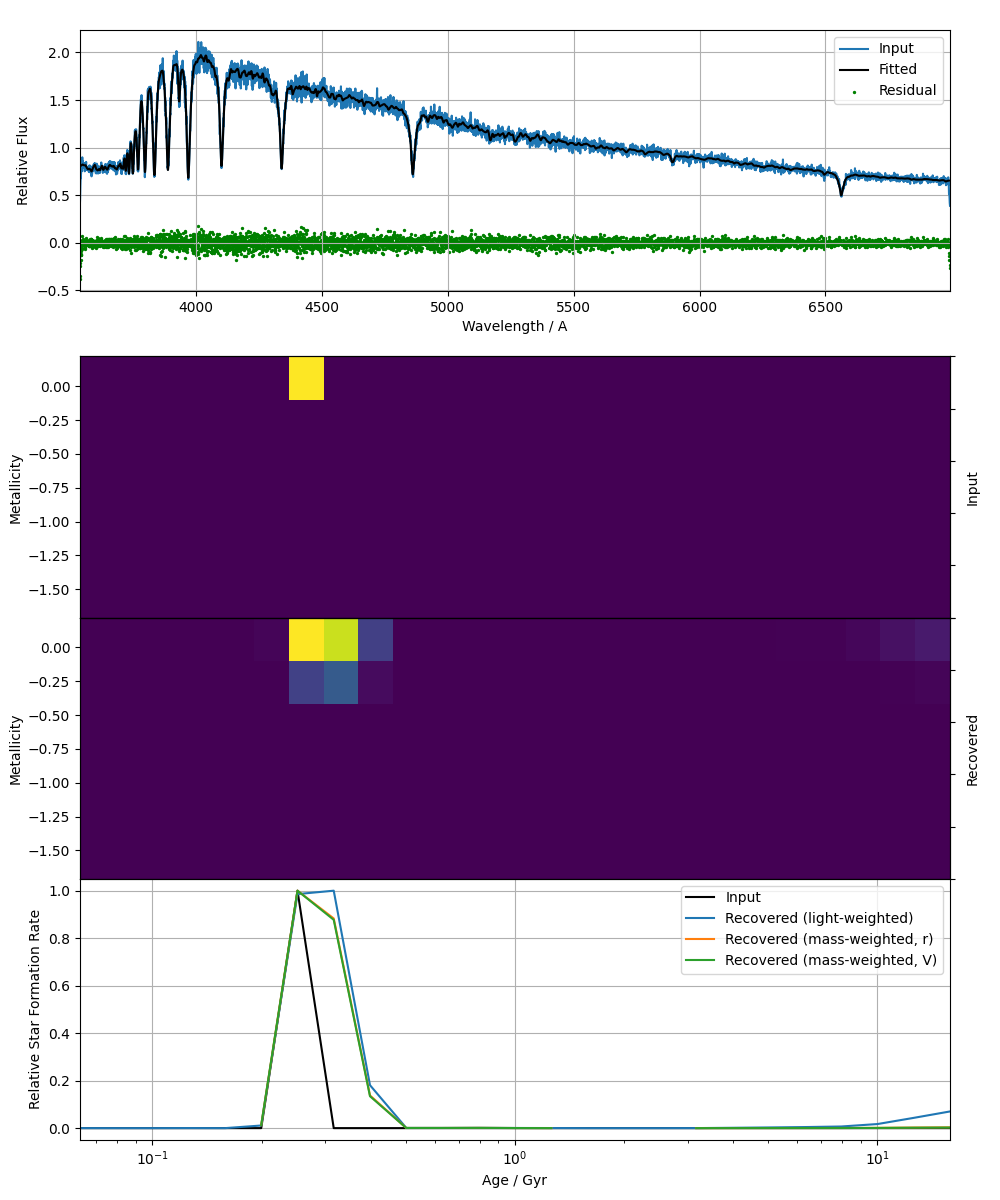 2.0
1.5
1.0
0.5
0.0
−0.5
Relative Flux
Input
Fitted
Residual
4000
4500
5000
5500
6000
6500
Wavelength / A
0.00
−0.25
−0.50
−0.75
−1.00
−1.25
−1.50
Metallicity
Input
0.00
−0.25
−0.50
−0.75
−1.00
−1.25
−1.50
Metallicity
Recovered
1.0
0.8
0.6
0.4
0.2
0.0
Relative Star Formation Rate
Input
Recovered (light-weighted)
Recovered (mass-weighted, r)
Recovered (mass-weighted, V)
10⁻¹
10⁰
10¹
Age / Gyr